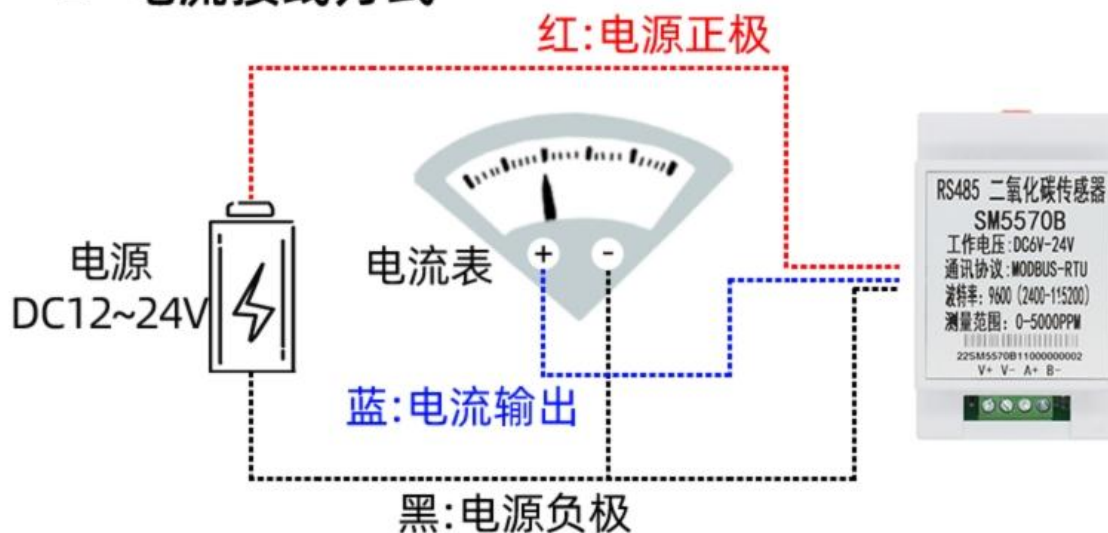 红:电源正极
电源
DC12~24V
电流表
+ -
蓝:电流输出
黑:电源负极
RS485 二氧化碳传感器
SM5570B
工作电压:DC6V-24V
通讯协议:MODBUS-RTU
波特率: 9600 (2400-115200)
测量范围: 0-5000PPM
22SM5570B11000000002
V+ V- A+ B-